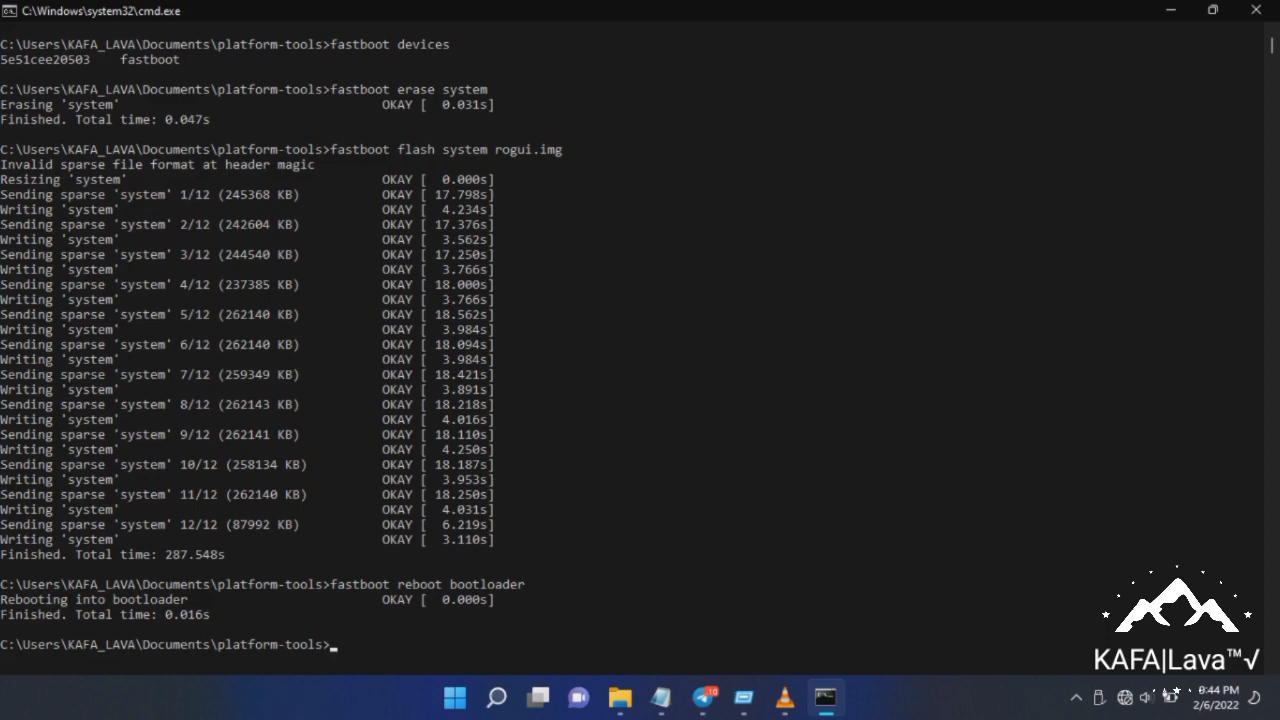 C:\Windows\system32\cmd.exe
C:\Users\KAFA_LAVA\Documents\platform-tools>fastboot devices
5e51cee20503    fastboot
C:\Users\KAFA_LAVA\Documents\platform-tools>fastboot erase system
Erasing 'system'                                   OKAY [  0.031s]
Finished. Total time: 0.047s
C:\Users\KAFA_LAVA\Documents\platform-tools>fastboot flash system rogui.img
Invalid sparse file format at header magic
Resizing 'system'                                  OKAY [  0.000s]
Sending sparse 'system' 1/12 (245368 KB)           OKAY [ 17.798s]
Writing 'system'                                   OKAY [  4.234s]
Sending sparse 'system' 2/12 (242604 KB)           OKAY [ 17.376s]
Writing 'system'                                   OKAY [  3.562s]
Sending sparse 'system' 3/12 (244540 KB)           OKAY [ 17.250s]
Writing 'system'                                   OKAY [  3.766s]
Sending sparse 'system' 4/12 (237385 KB)           OKAY [ 18.000s]
Writing 'system'                                   OKAY [  3.766s]
Sending sparse 'system' 5/12 (262140 KB)           OKAY [ 18.562s]
Writing 'system'                                   OKAY [  3.984s]
Sending sparse 'system' 6/12 (262140 KB)           OKAY [ 18.094s]
Writing 'system'                                   OKAY [  3.984s]
Sending sparse 'system' 7/12 (259349 KB)           OKAY [ 18.421s]
Writing 'system'                                   OKAY [  3.891s]
Sending sparse 'system' 8/12 (262143 KB)           OKAY [ 18.218s]
Writing 'system'                                   OKAY [  4.016s]
Sending sparse 'system' 9/12 (262141 KB)           OKAY [ 18.110s]
Writing 'system'                                   OKAY [  4.250s]
Sending sparse 'system' 10/12 (258134 KB)          OKAY [ 18.187s]
Writing 'system'                                   OKAY [  3.953s]
Sending sparse 'system' 11/12 (262140 KB)          OKAY [ 18.250s]
Writing 'system'                                   OKAY [  4.031s]
Sending sparse 'system' 12/12 (87992 KB)           OKAY [  6.219s]
Writing 'system'                                   OKAY [  3.110s]
Finished. Total time: 287.548s
C:\Users\KAFA_LAVA\Documents\platform-tools>fastboot reboot bootloader
Rebooting into bootloader                          OKAY [  0.000s]
Finished. Total time: 0.016s
C:\Users\KAFA_LAVA\Documents\platform-tools>
KAFA|Lava™√
10
:44 PM
2/6/2022